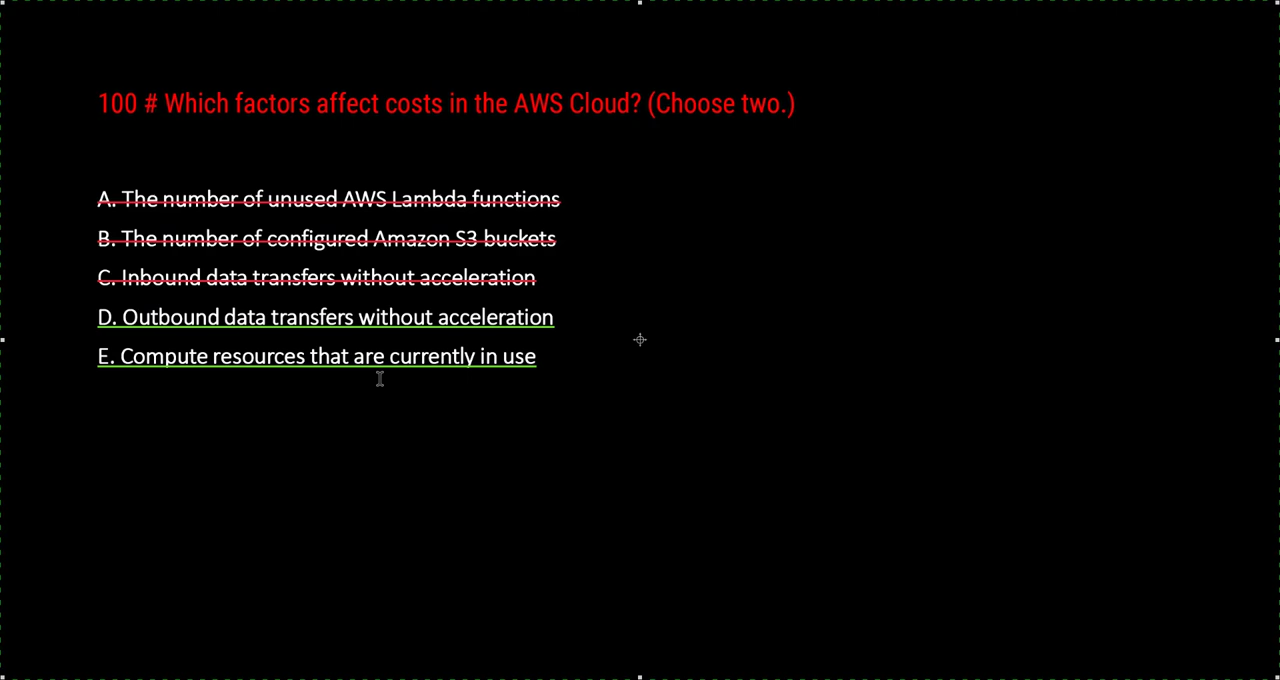 100 # Which factors affect costs in the AWS Cloud? (Choose two.)
A. The number of unused AWS Lambda functions
B. The number of configured Amazon S3 buckets
C. Inbound data transfers without acceleration
D. Outbound data transfers without acceleration
E. Compute resources that are currently in use